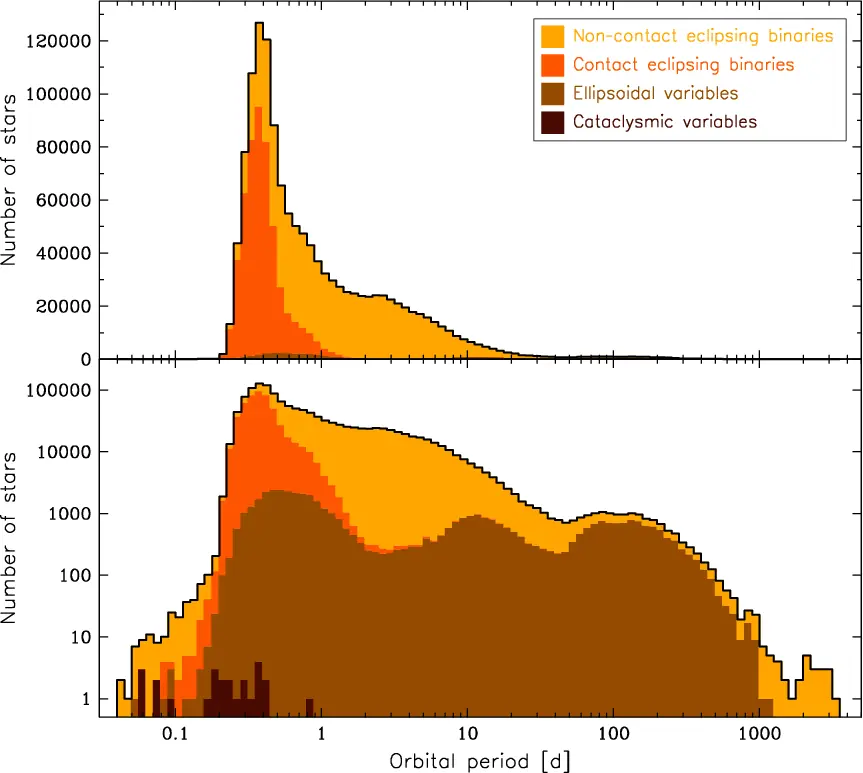 Number of stars
120000
100000
80000
60000
40000
20000
0
Non-contact eclipsing binaries
Contact eclipsing binaries
Ellipsoidal variables
Cataclysmic variables
Number of stars
100000
10000
1000
100
10
1
0.1 1 10 100 1000
Orbital period [d]